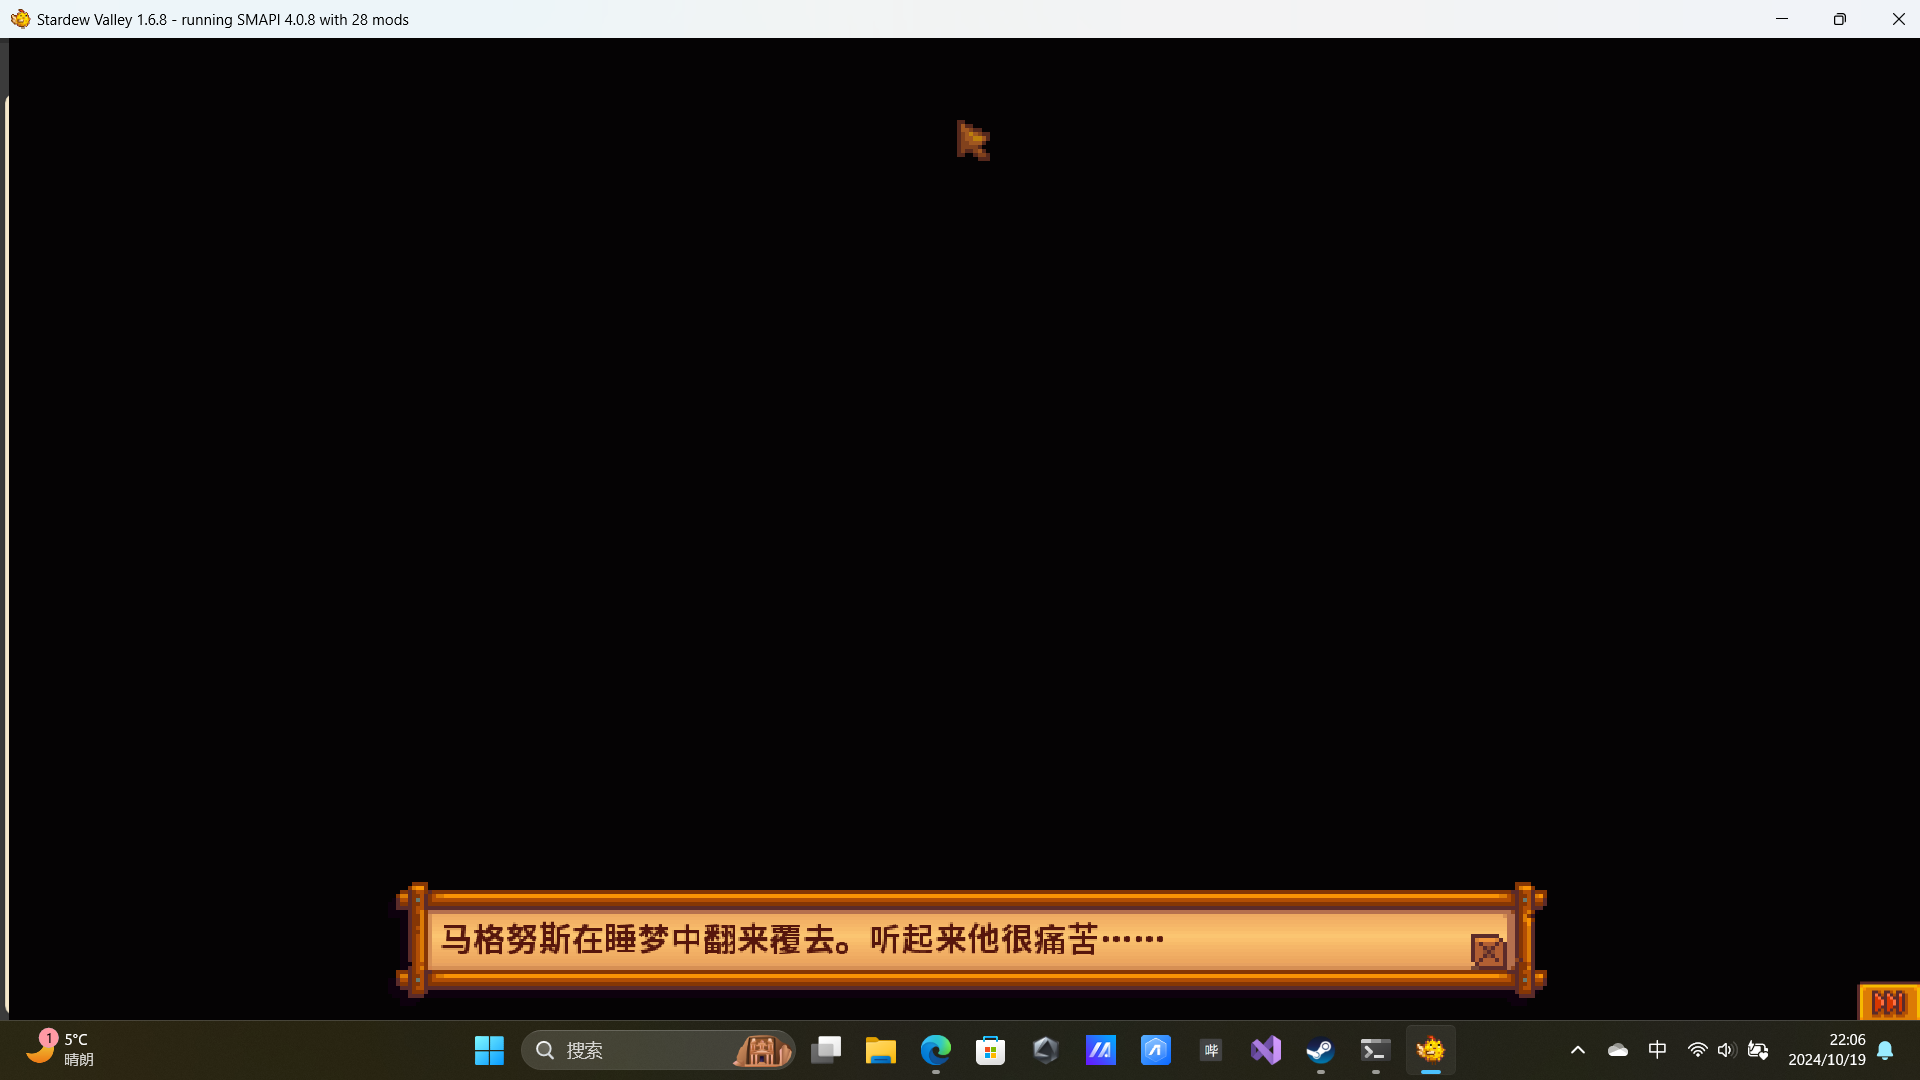 Stardew Valley 1.6.8 - running SMAPI 4.0.8 with 28 mods
马格努斯在睡梦中翻来覆去。听起来他很痛苦……
1
5°C
晴朗
搜索
哔
中
22:06
2024/10/19